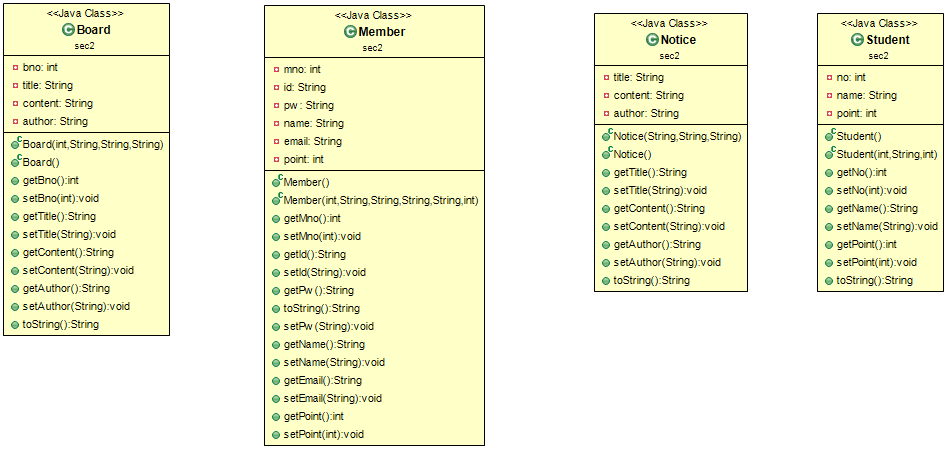 <<Java Class>>
Board
sec2
bno: int
title: String
content: String
author: String
Board(int,String,String,String)
Board()
getBno():int
setBno(int):void
getTitle():String
setTitle(String):void
getContent():String
setContent(String):void
getAuthor():String
setAuthor(String):void
toString():String
<<Java Class>>
Member
sec2
mno: int
id: String
pw : String
name: String
email: String
point: int
Member()
Member(int,String,String,String,String,int)
getMno():int
setMno(int):void
getId():String
setId(String):void
getPw ():String
toString():String
setPw (String):void
getName():String
setName(String):void
getEmail():String
setEmail(String):void
getPoint():int
setPoint(int):void
<<Java Class>>
Notice
sec2
title: String
content: String
author: String
Notice(String,String,String)
Notice()
getTitle():String
setTitle(String):void
getContent():String
setContent(String):void
getAuthor():String
setAuthor(String):void
toString():String
<<Java Class>>
Student
sec2
no: int
name: String
point: int
Student()
Student(int,String,int)
getNo():int
setNo(int):void
getName():String
setName(String):void
getPoint():int
setPoint(int):void
toString():String